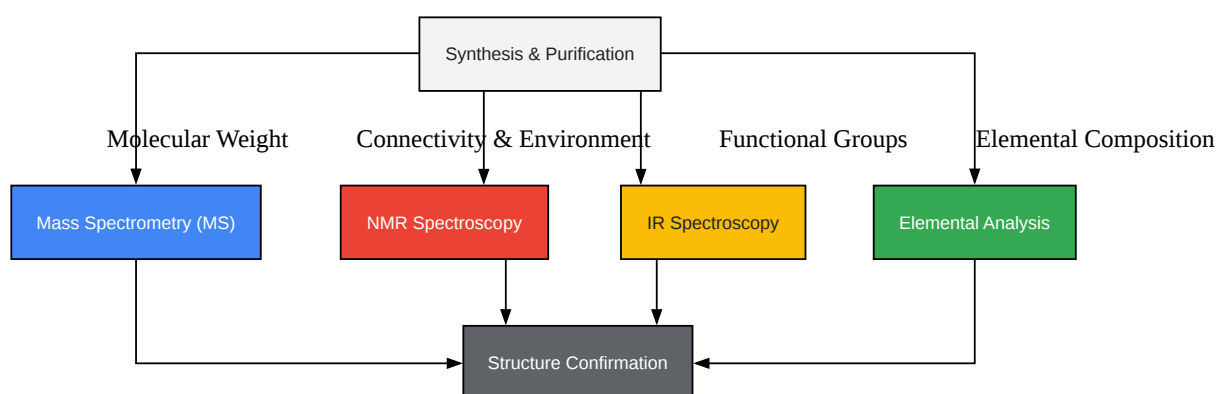 Synthesis & Purification
Molecular Weight
Connectivity & Environment
Functional Groups
Elemental Composition
Mass Spectrometry (MS)
NMR Spectroscopy
IR Spectroscopy
Elemental Analysis
Structure Confirmation